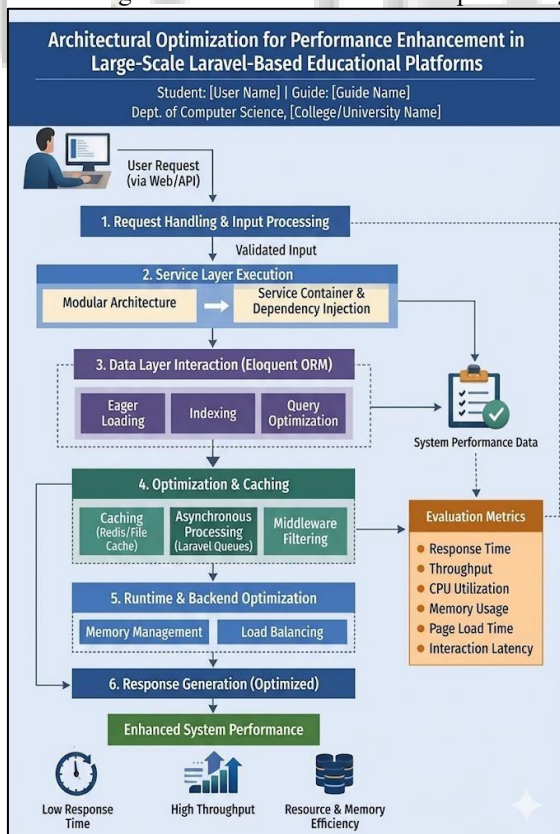 Architectural Optimization for Performance Enhancement in
Large-Scale Laravel-Based Educational Platforms
Student: [User Name] | Guide: [Guide Name]
Dept. of Computer Science, [College/University Name]
User Request
(via Web/API)
1. Request Handling & Input Processing
Validated Input
2. Service Layer Execution
Modular Architecture
Service Container &
Dependency Injection
3. Data Layer Interaction (Eloquent ORM)
Eager
Loading
Indexing
Query
Optimization
System Performance Data
4. Optimization & Caching
Caching
(Redis/File
Cache)
Asynchronous
Processing
(Laravel Queues)
Middleware
Filtering
Evaluation Metrics
Response Time
Throughput
CPU Utilization
Memory Usage
Page Load Time
Interaction Latency
5. Runtime & Backend Optimization
Memory Management
Load Balancing
6. Response Generation (Optimized)
Enhanced System Performance
Low Response
Time
High Throughput
Resource & Memory
Efficiency